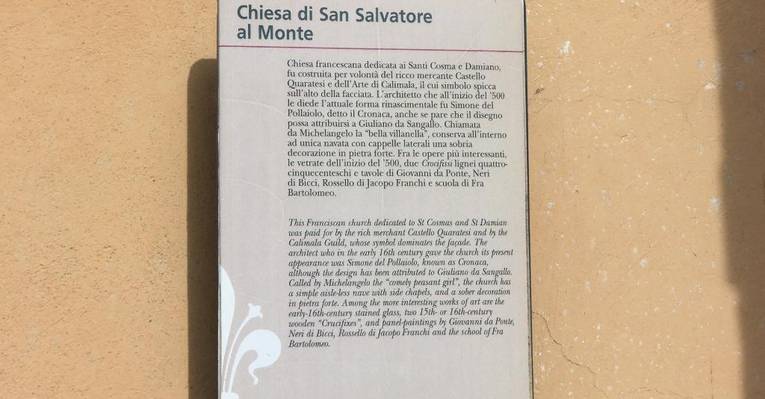 Chiesa di San Salvatore
al Monte
Chiesa francescana dedicata ai Santi Cosma e Damiano,
fu costruita per volontà del ricco mercante Castello
Quaratesi e dell'Arte di Calimala, il cui simbolo spicca
sull'alto della facciata. L'architetto che all'inizio del '500
le diede l'attuale forma rinascimentale fu Simone del
Pollaiolo, detto il Cronaca, anche se pare che il disegno
possa attribuirsi a Giuliano da Sangallo. Chiamata
da Michelangelo la "bella villanella", conserva all'interno
ad unica navata con cappelle laterali una sobria
decorazione in pietra forte. Fra le opere più interessanti,
le vetrate dell'inizio del '500, due Crocifissi lignei quattro-
cinquecenteschi e tavole di Giovanni da Ponte, Neri
di Bicci, Rossello di Jacopo Franchi e scuola di Fra
Bartolomeo.
This Franciscan church dedicated to St Cosmas and St Damian
was paid for by the rich merchant Castello Quaratesi and by the
Calimala Guild, whose symbol dominates the façade. The
architect who in the early 16th century gave the church its present
appearance was Simone del Pollaiolo, known as Cronaca,
although the design has been attributed to Giuliano da Sangallo.
Called by Michelangelo the "comely peasant girl", the church has
a simple aisle-less nave with side chapels, and a sober decoration
in pietra forte. Among the more interesting works of art are the
early-16th-century stained glass, two 15th- or 16th-century
wooden "Crucifixes", and panel-paintings by Giovanni da Ponte,
Neri di Bicci, Rossello di Jacopo Franchi and the school of Fra
Bartolomeo.